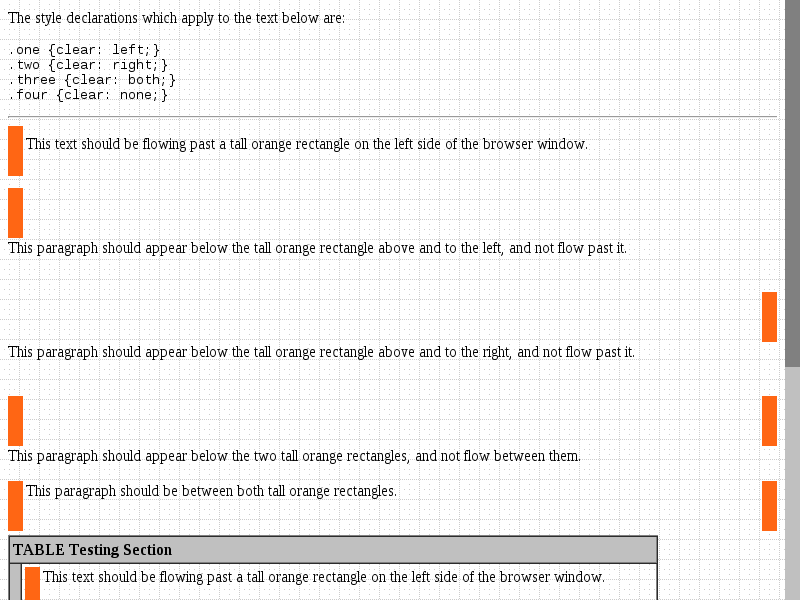 The style declarations which apply to the text below are:
.one {clear: left;}
.two {clear: right;}
.three {clear: both;}
.four {clear: none;}
This text should be flowing past a tall orange rectangle on the left side of the browser window.
This paragraph should appear below the tall orange rectangle above and to the left, and not flow past it.
This paragraph should appear below the tall orange rectangle above and to the right, and not flow past it.
This paragraph should appear below the two tall orange rectangles, and not flow between them.
This paragraph should be between both tall orange rectangles.
TABLE Testing Section
This text should be flowing past a tall orange rectangle on the left side of the browser window.